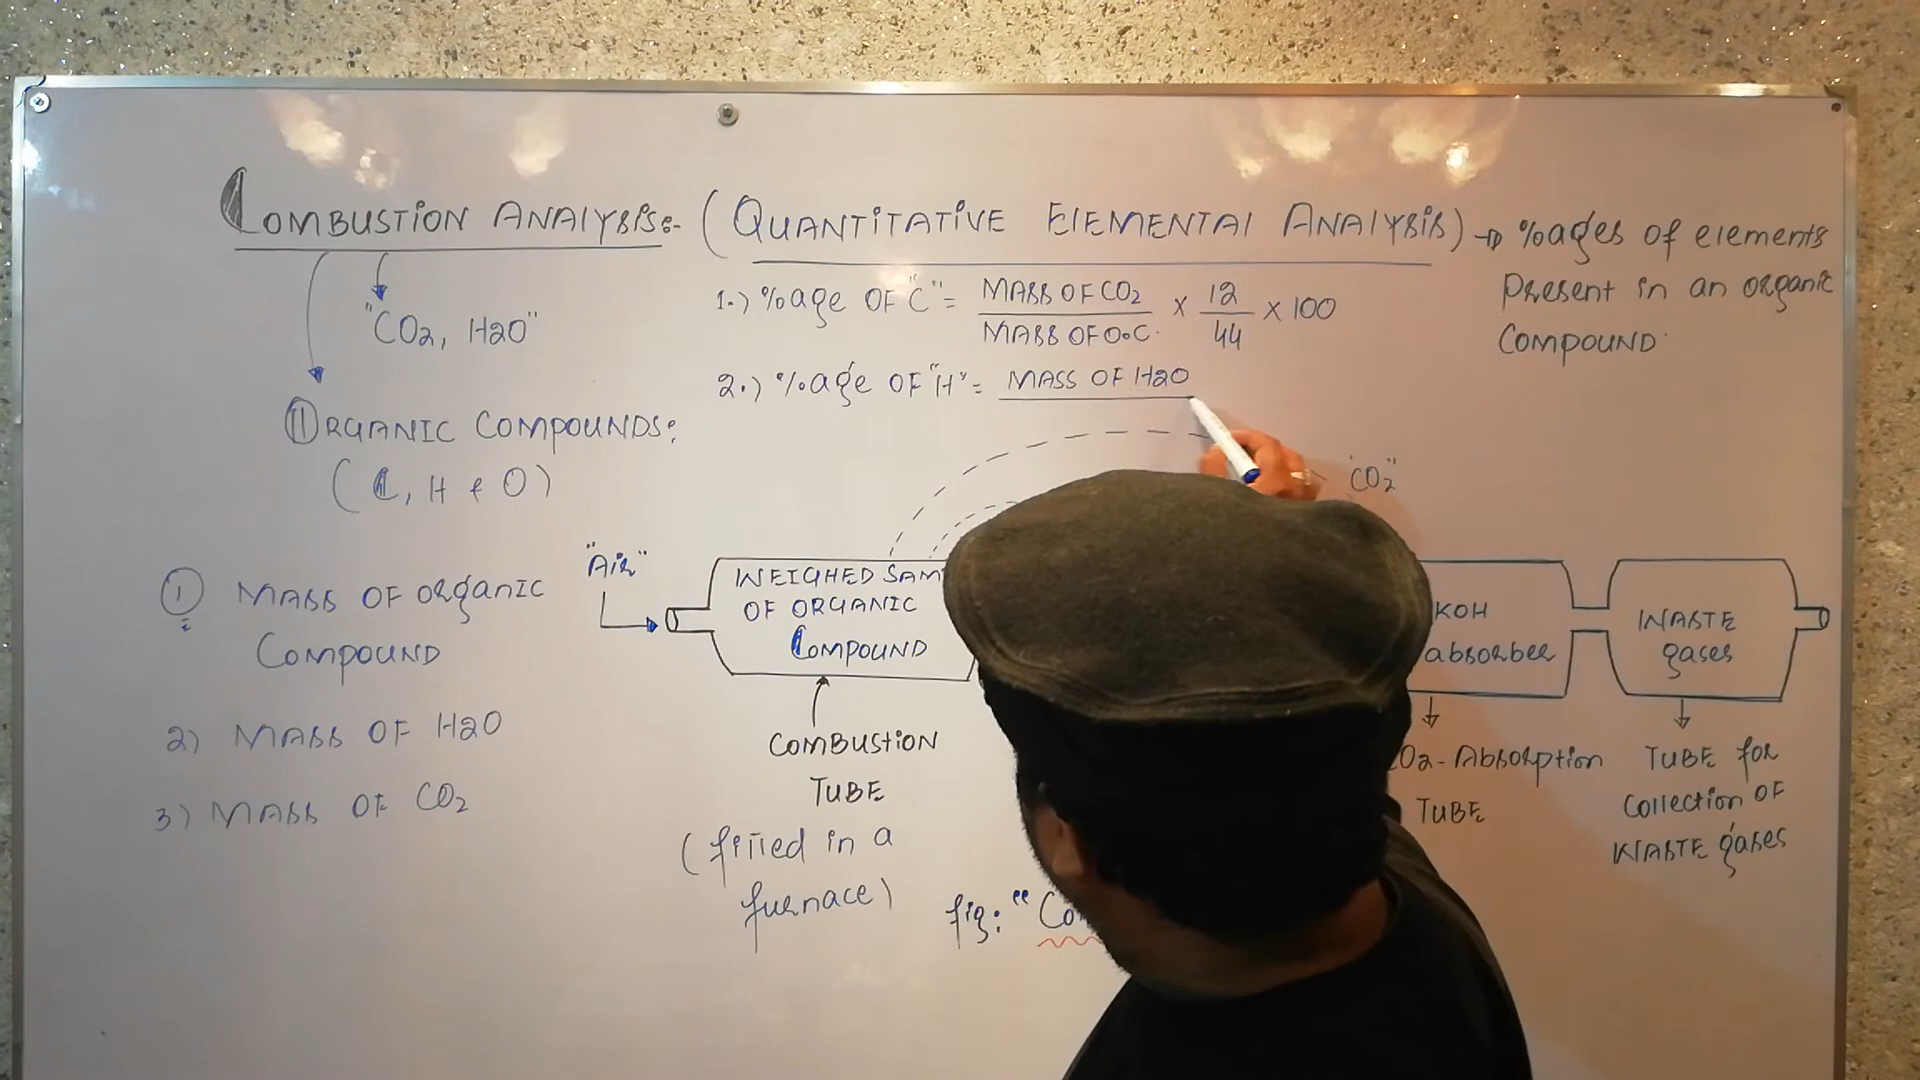 COMBUSTION ANALYSIS:- (QUANTITATIVE ELEMENTAL ANALYSIS) → %ages of elements
Present in an organic
Compound.
"CO2, H2O"
ORGANIC COMPOUNDS:
(C, H & O)
1.) %age OF "C" = MASS OF CO2 / MASS OF O.C. × 12/44 × 100
2.) %age OF "H" = MASS OF H2O
① MASS OF organic
Compound
2) MASS OF H2O
3) MASS OF CO2
"Air"
WEIGHED SAM
OF ORGANIC
Compound
COMBUSTION
TUBE
(fitted in a
furnace)
"CO2"
KOH
absorber
O2-Absorption
TUBE
WASTE
gases
TUBE for
Collection OF
WASTE gases
fig: "Co